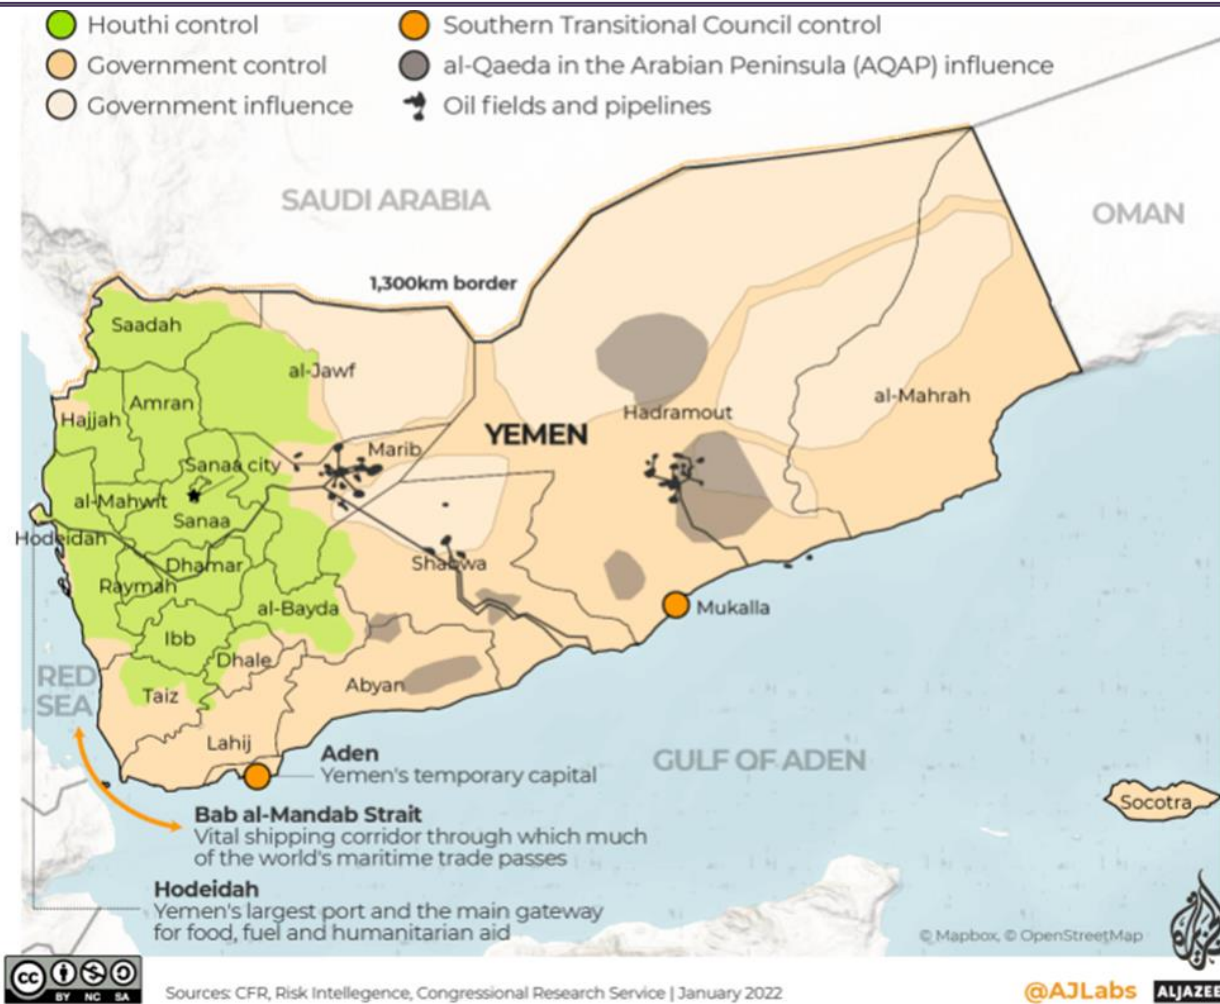 Houthi control
Government control
Government influence
Southern Transitional Council control
al-Qaeda in the Arabian Peninsula (AQAP) influence
Oil fields and pipelines
SAUDI ARABIA
OMAN
1,300km border
Saadah
al-Jawf
al-Mahrah
Amran
Hajjah
Hadramout
YEMEN
Marib
Sanaa city
al-Mahwit
Sanaa
Hodeidah
Dhamar
Shabwa
Raymah
al-Bayda
Mukalla
Ibb
Dhale
RED
SEA
Taiz
Abyan
Lahij
Aden
Yemen's temporary capital
GULF OF ADEN
Socotra
Bab al-Mandab Strait
Vital shipping corridor through which much
of the world's maritime trade passes
Hodeidah
Yemen's largest port and the main gateway
for food, fuel and humanitarian aid
© Mapbox, © OpenStreetMap
cc
BY NC SA
Sources: CFR, Risk Intellegence, Congressional Research Service | January 2022
@AJLabs
ALJAZEE